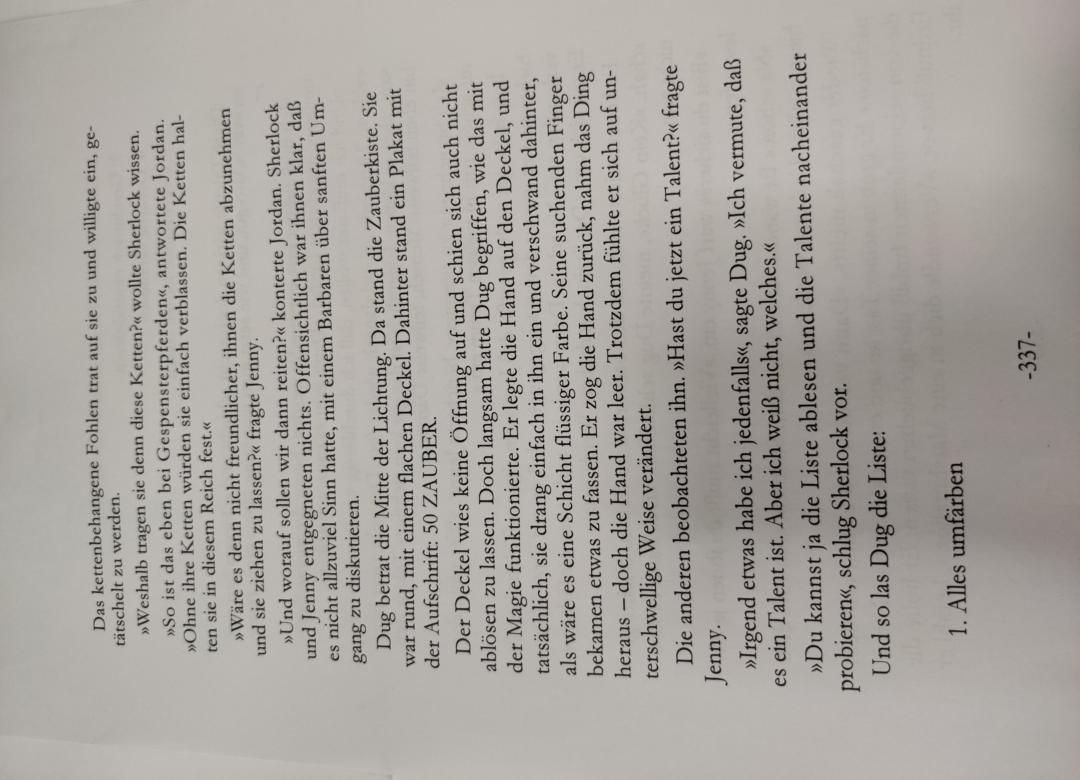 Das kettenbehangene Fohlen trat auf sie zu und willigte ein, ge-
tätschelt zu werden.
»Weshalb tragen sie denn diese Ketten?« wollte Sherlock wissen.
»So ist das eben bei Gespensterpferden«, antwortete Jordan.
»Ohne ihre Ketten würden sie einfach verblassen. Die Ketten hal-
ten sie in diesem Reich fest.«
»Wäre es denn nicht freundlicher, ihnen die Ketten abzunehmen
und sie ziehen zu lassen?« fragte Jenny.
»Und worauf sollen wir dann reiten?« konterte Jordan. Sherlock
und Jenny entgegneten nichts. Offensichtlich war ihnen klar, daß
es nicht allzuviel Sinn hatte, mit einem Barbaren über sanften Um-
gang zu diskutieren.
Dug betrat die Mitte der Lichtung. Da stand die Zauberkiste. Sie
war rund, mit einem flachen Deckel. Dahinter stand ein Plakat mit
der Aufschrift: 50 ZAUBER.
Der Deckel wies keine Öffnung auf und schien sich auch nicht
ablösen zu lassen. Doch langsam hatte Dug begriffen, wie das mit
der Magie funktionierte. Er legte die Hand auf den Deckel, und
tatsächlich, sie drang einfach in ihn ein und verschwand dahinter,
als wäre es eine Schicht flüssiger Farbe. Seine suchenden Finger
bekamen etwas zu fassen. Er zog die Hand zurück, nahm das Ding
heraus – doch die Hand war leer. Trotzdem fühlte er sich auf un-
terschwellige Weise verändert.
Die anderen beobachteten ihn. »Hast du jetzt ein Talent?« fragte
Jenny.
»Irgend etwas habe ich jedenfalls«, sagte Dug. »Ich vermute, daß
es ein Talent ist. Aber ich weiß nicht, welches.«
»Du kannst ja die Liste ablesen und die Talente nacheinander
probieren«, schlug Sherlock vor.
Und so las Dug die Liste:
1. Alles umfärben
-337-